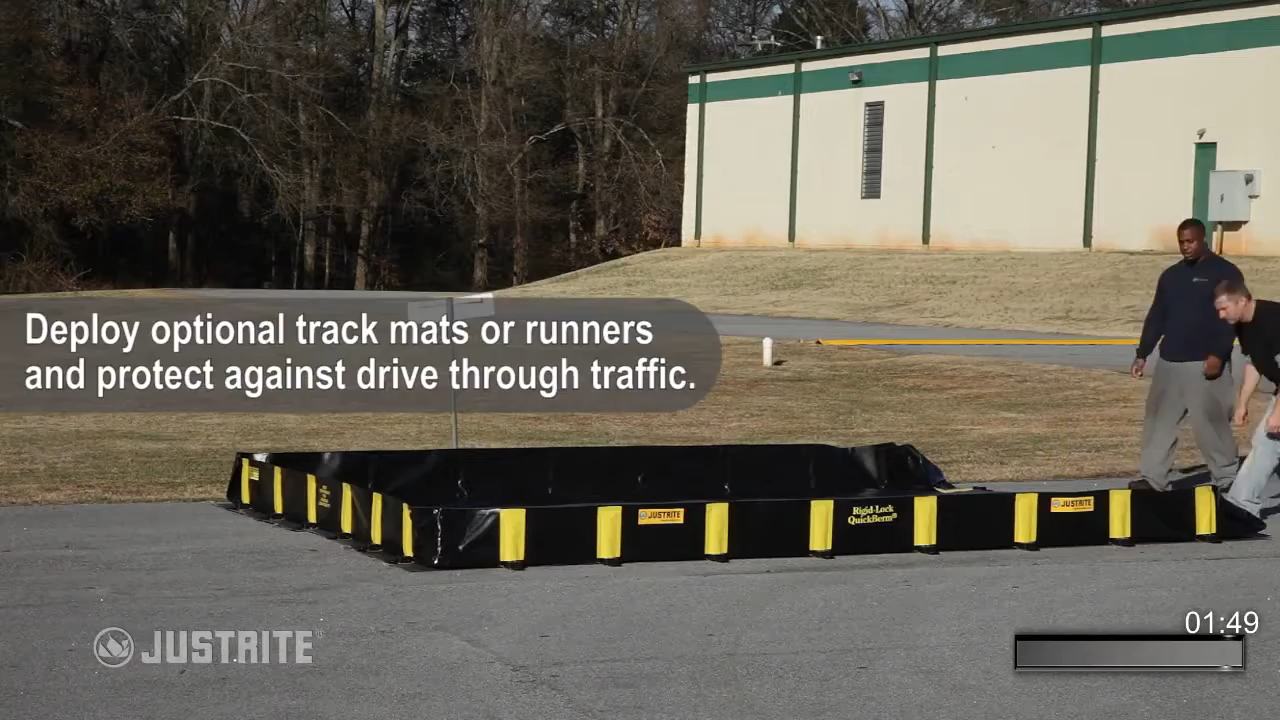 Deploy optional track mats or runners
and protect against drive through traffic.
JUSTRITE
Rigid-Lock
QuickBerm®
JUSTRITE
01:49
JUSTRITE®